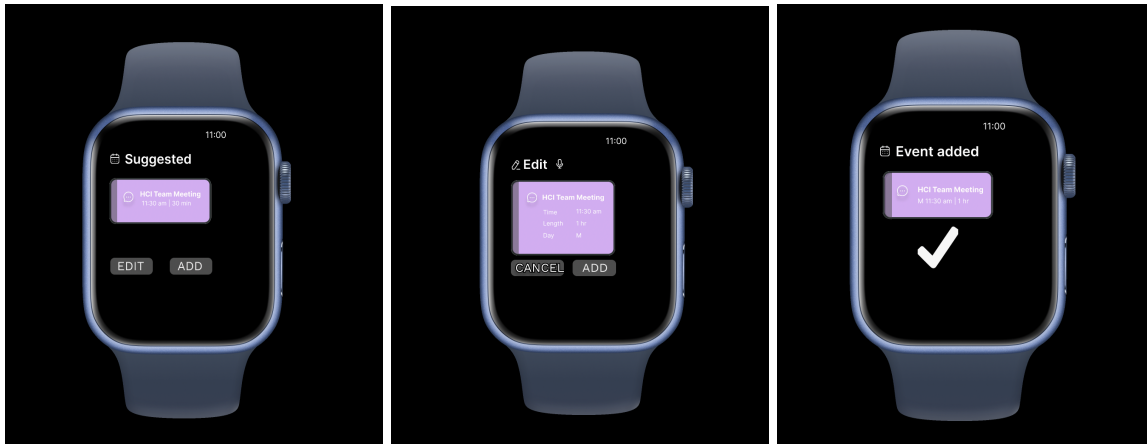 11:00
Suggested
HCI Team Meeting
11:30 am | 30 min
EDIT ADD
11:00
Edit
HCI Team Meeting
Time 11:30 am
Length 1 hr
Day M
CANCEL ADD
11:00
Event added
HCI Team Meeting
M 11:30 am | 1 hr